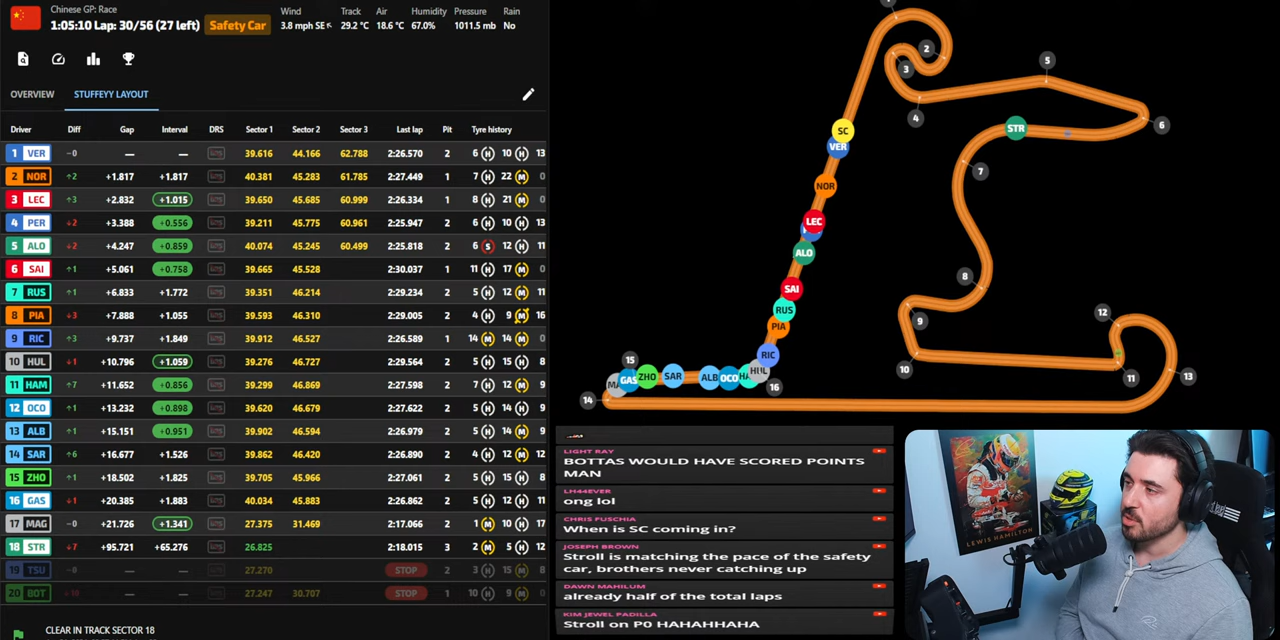 Chinese GP: Race
1:05:10 Lap: 30/56 (27 left) Safety Car
Wind Track Air Humidity Pressure Rain
3.8 mph SE 29.2 °C 18.6 °C 67.0% 1011.5 mb No
OVERVIEW STUFFEYY LAYOUT
Driver Diff Gap Interval DRS Sector 1 Sector 2 Sector 3 Last lap Pit Tyre history
1 VER –0 — — 39.616 44.166 62.788 2:26.570 2 6 H 10 H 13
2 NOR ↑2 +1.817 +1.817 40.381 45.283 61.785 2:27.449 1 7 H 22 M 0
3 LEC ↑3 +2.832 +1.015 39.650 45.685 60.999 2:26.334 1 8 H 21 M 0
4 PER ↓2 +3.388 +0.556 39.211 45.775 60.961 2:25.947 2 6 H 10 H 13
5 ALO ↓2 +4.247 +0.859 40.074 45.245 60.499 2:25.818 2 6 S 12 H 11
6 SAI ↑1 +5.061 +0.758 39.665 45.528 2:30.037 1 11 H 17 M 0
7 RUS ↑1 +6.833 +1.772 39.351 46.214 2:29.234 2 5 H 12 M 11
8 PIA ↓3 +7.888 +1.055 39.593 46.310 2:29.005 2 4 H 9 16
9 RIC ↑3 +9.737 +1.849 39.912 46.527 2:26.589 1 14 M 14 M 0
10 HUL ↓1 +10.796 +1.059 39.276 46.727 2:29.564 2 5 H 15 H 8
11 HAM ↑7 +11.652 +0.856 39.299 46.869 2:27.598 2 7 H 12 M 9
12 OCO ↑1 +13.232 +0.898 39.620 46.679 2:27.622 2 5 H 14 H 9
13 ALB ↑1 +15.151 +0.951 39.902 46.594 2:26.979 2 5 H 14 M 9
14 SAR ↑6 +16.677 +1.526 39.862 46.420 2:26.890 2 4 H 12 M 12
15 ZHO ↑1 +18.502 +1.825 39.705 45.966 2:27.061 2 8 H 12 M 8
16 GAS ↓1 +20.385 +1.883 40.034 45.883 2:26.862 2 5 H 12 H 11
17 MAG –0 +21.726 +1.341 27.375 31.469 2:17.066 2 1 M 10 H 17
18 STR ↓7 +95.721 +65.276 26.825 2:18.015 3 2 M 5 H 12
19 TSU –0 — — 27.270 STOP 2 3 H 15 M 8
20 BOT — — 27.247 30.707 STOP 1 10 H 9 M 0
CLEAR IN TRACK SECTOR 18
2
3
SC
VER
4
5
6
STR
7
NOR
LEC
ALO
8
SAI
RUS
PIA
9
12
RIC
HUL
10
11
13
15
GAS
ZHO
SAR
ALB
OCO
16
14
LIGHT RAY
BOTTAS WOULD HAVE SCORED POINTS
MAN
LH44EVER
ong lol
CHRIS FUSCHIA
When is SC coming in?
JOSEPH BROWN
Stroll is matching the pace of the safety
car, brothers never catching up
DAWN MAHILUM
already half of the total laps
KIM JEWEL PADILLA
Stroll on P0 HAHAHHAHA
LEWIS HAMILTON